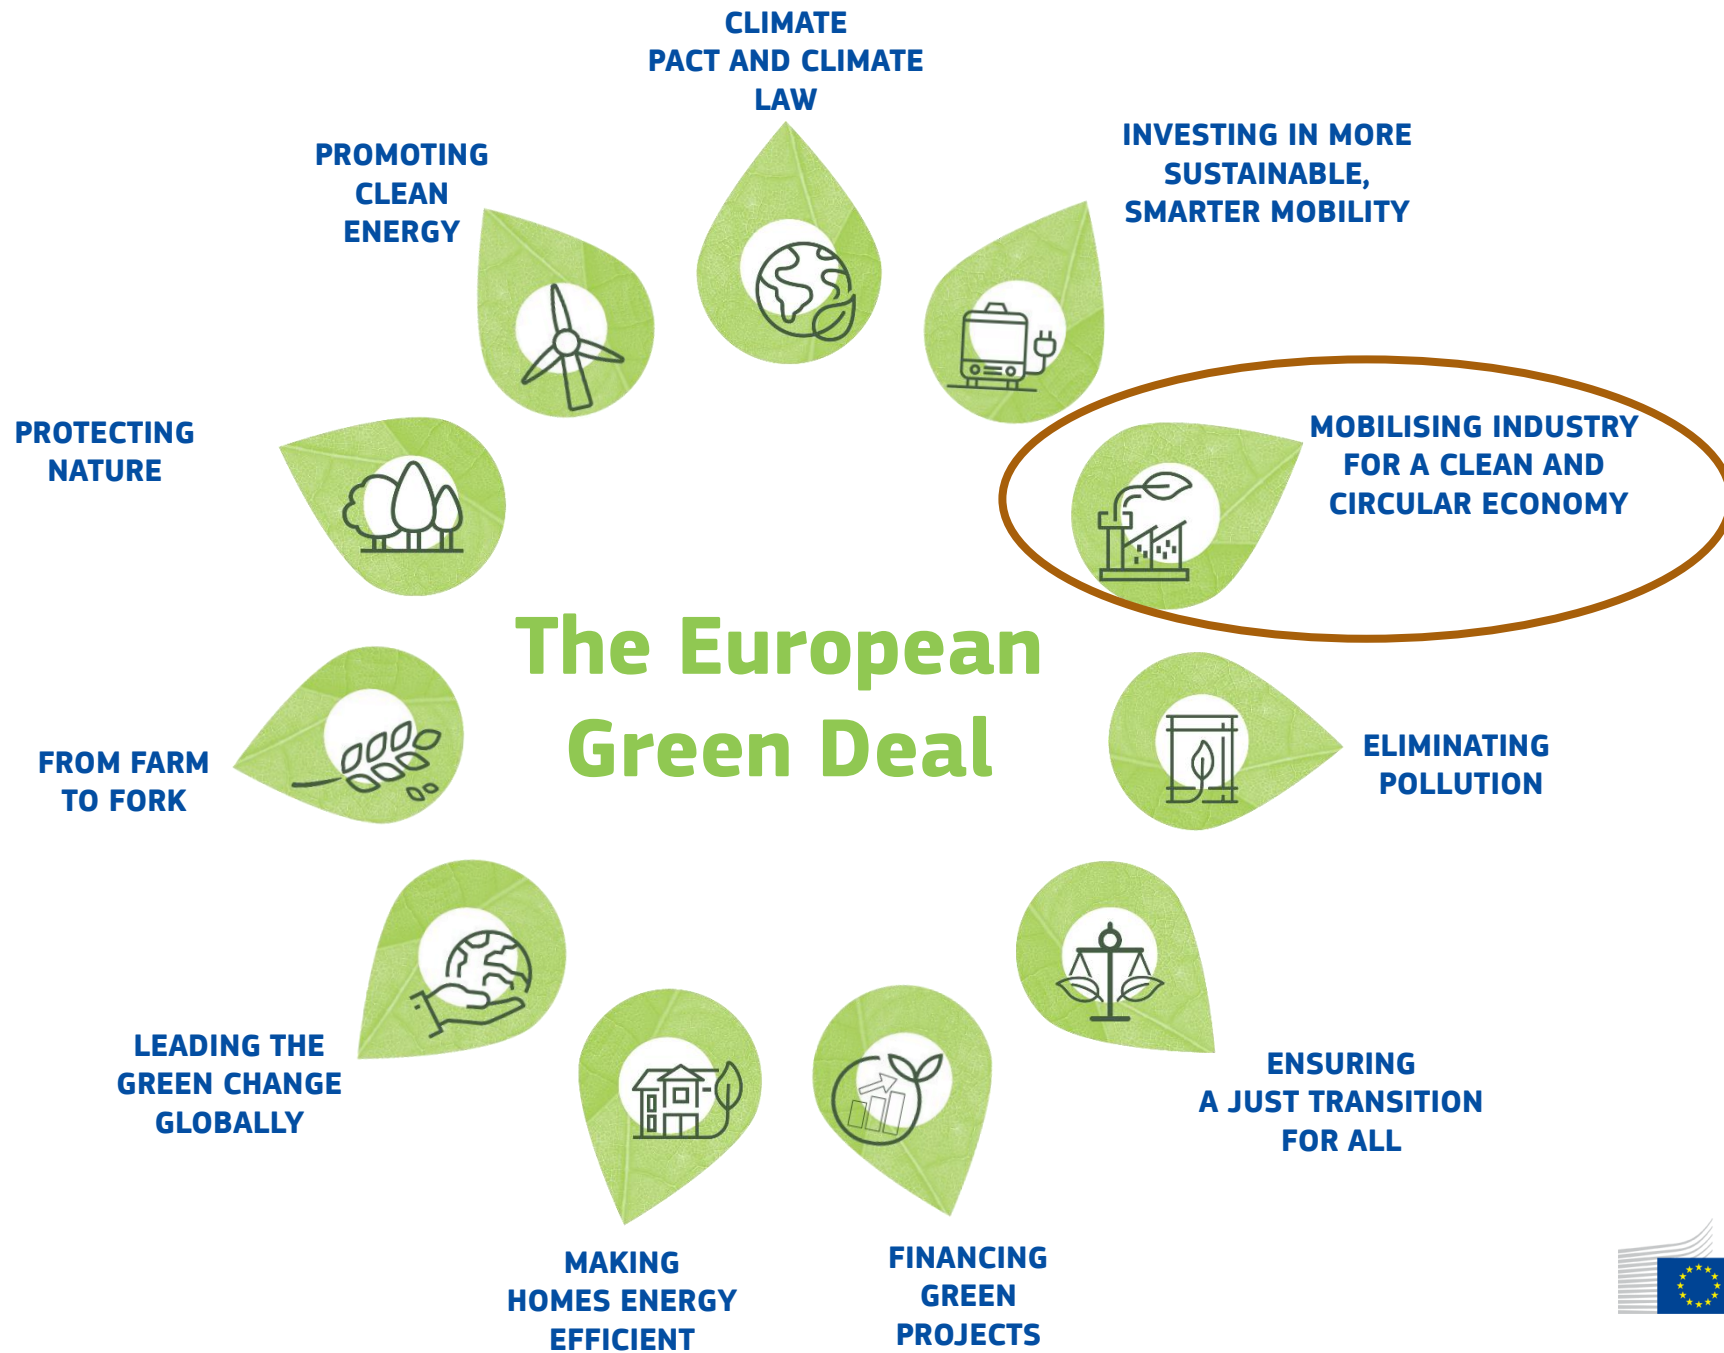 CLIMATE
PACT AND CLIMATE
LAW
INVESTING IN MORE
SUSTAINABLE,
SMARTER MOBILITY
PROMOTING
CLEAN
ENERGY
MOBILISING INDUSTRY
FOR A CLEAN AND
CIRCULAR ECONOMY
PROTECTING
NATURE
The European
Green Deal
ELIMINATING
POLLUTION
FROM FARM
TO FORK
ENSURING
A JUST TRANSITION
FOR ALL
LEADING THE
GREEN CHANGE
GLOBALLY
FINANCING
GREEN
PROJECTS
MAKING
HOMES ENERGY
EFFICIENT